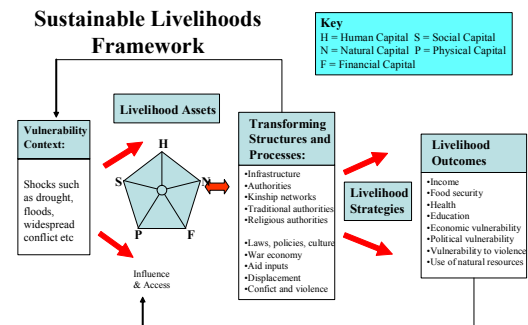 Sustainable Livelihoods
Framework
Key
H = Human Capital S = Social Capital
N = Natural Capital P = Physical Capital
F = Financial Capital
Livelihood Assets
Vulnerability
Context:
Shocks such
as drought,
floods,
widespread
conflict etc
H
S
N
P
F
Influence
& Access
Transforming
Structures and
Processes:
•Infrastructure
•Authorities
•Kinship networks
•Traditional authorities
•Religious authorities
•Laws, policies, culture
•War economy
•Aid inputs
•Displacement
•Confict and violence
Livelihood
Strategies
Livelihood
Outcomes
•Income
•Food security
•Health
•Education
•Economic vulnerability
•Political vulnerability
•Vulnerability to violence
•Use of natural resources